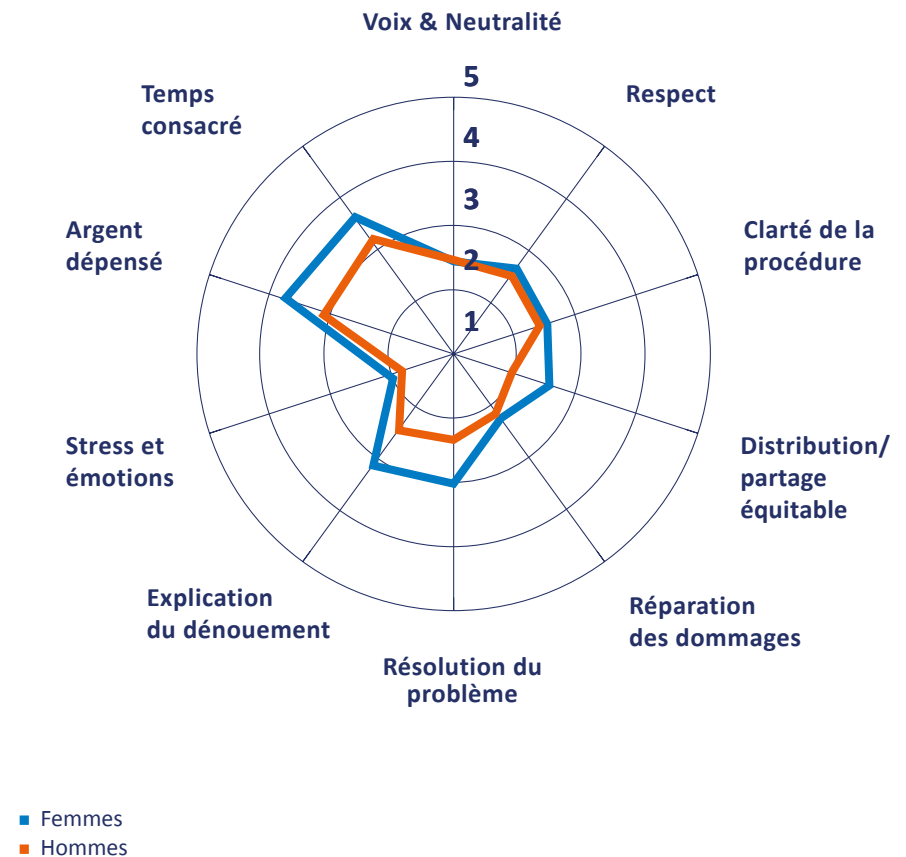 Voix & Neutralité
5
4
3
2
1
Respect
Clarté de la
procédure
Distribution/
partage
équitable
Réparation
des dommages
Résolution du
problème
Explication
du dénouement
Stress et
émotions
Argent
dépensé
Temps
consacré
Femmes
Hommes